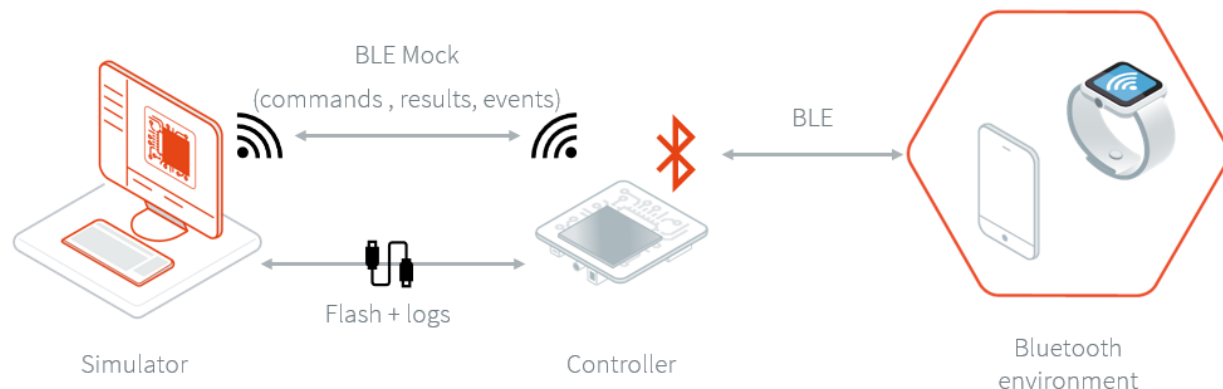 BLE Mock
(commands , results, events)
BLE
Flash + logs
Simulator
Controller
Bluetooth
environment